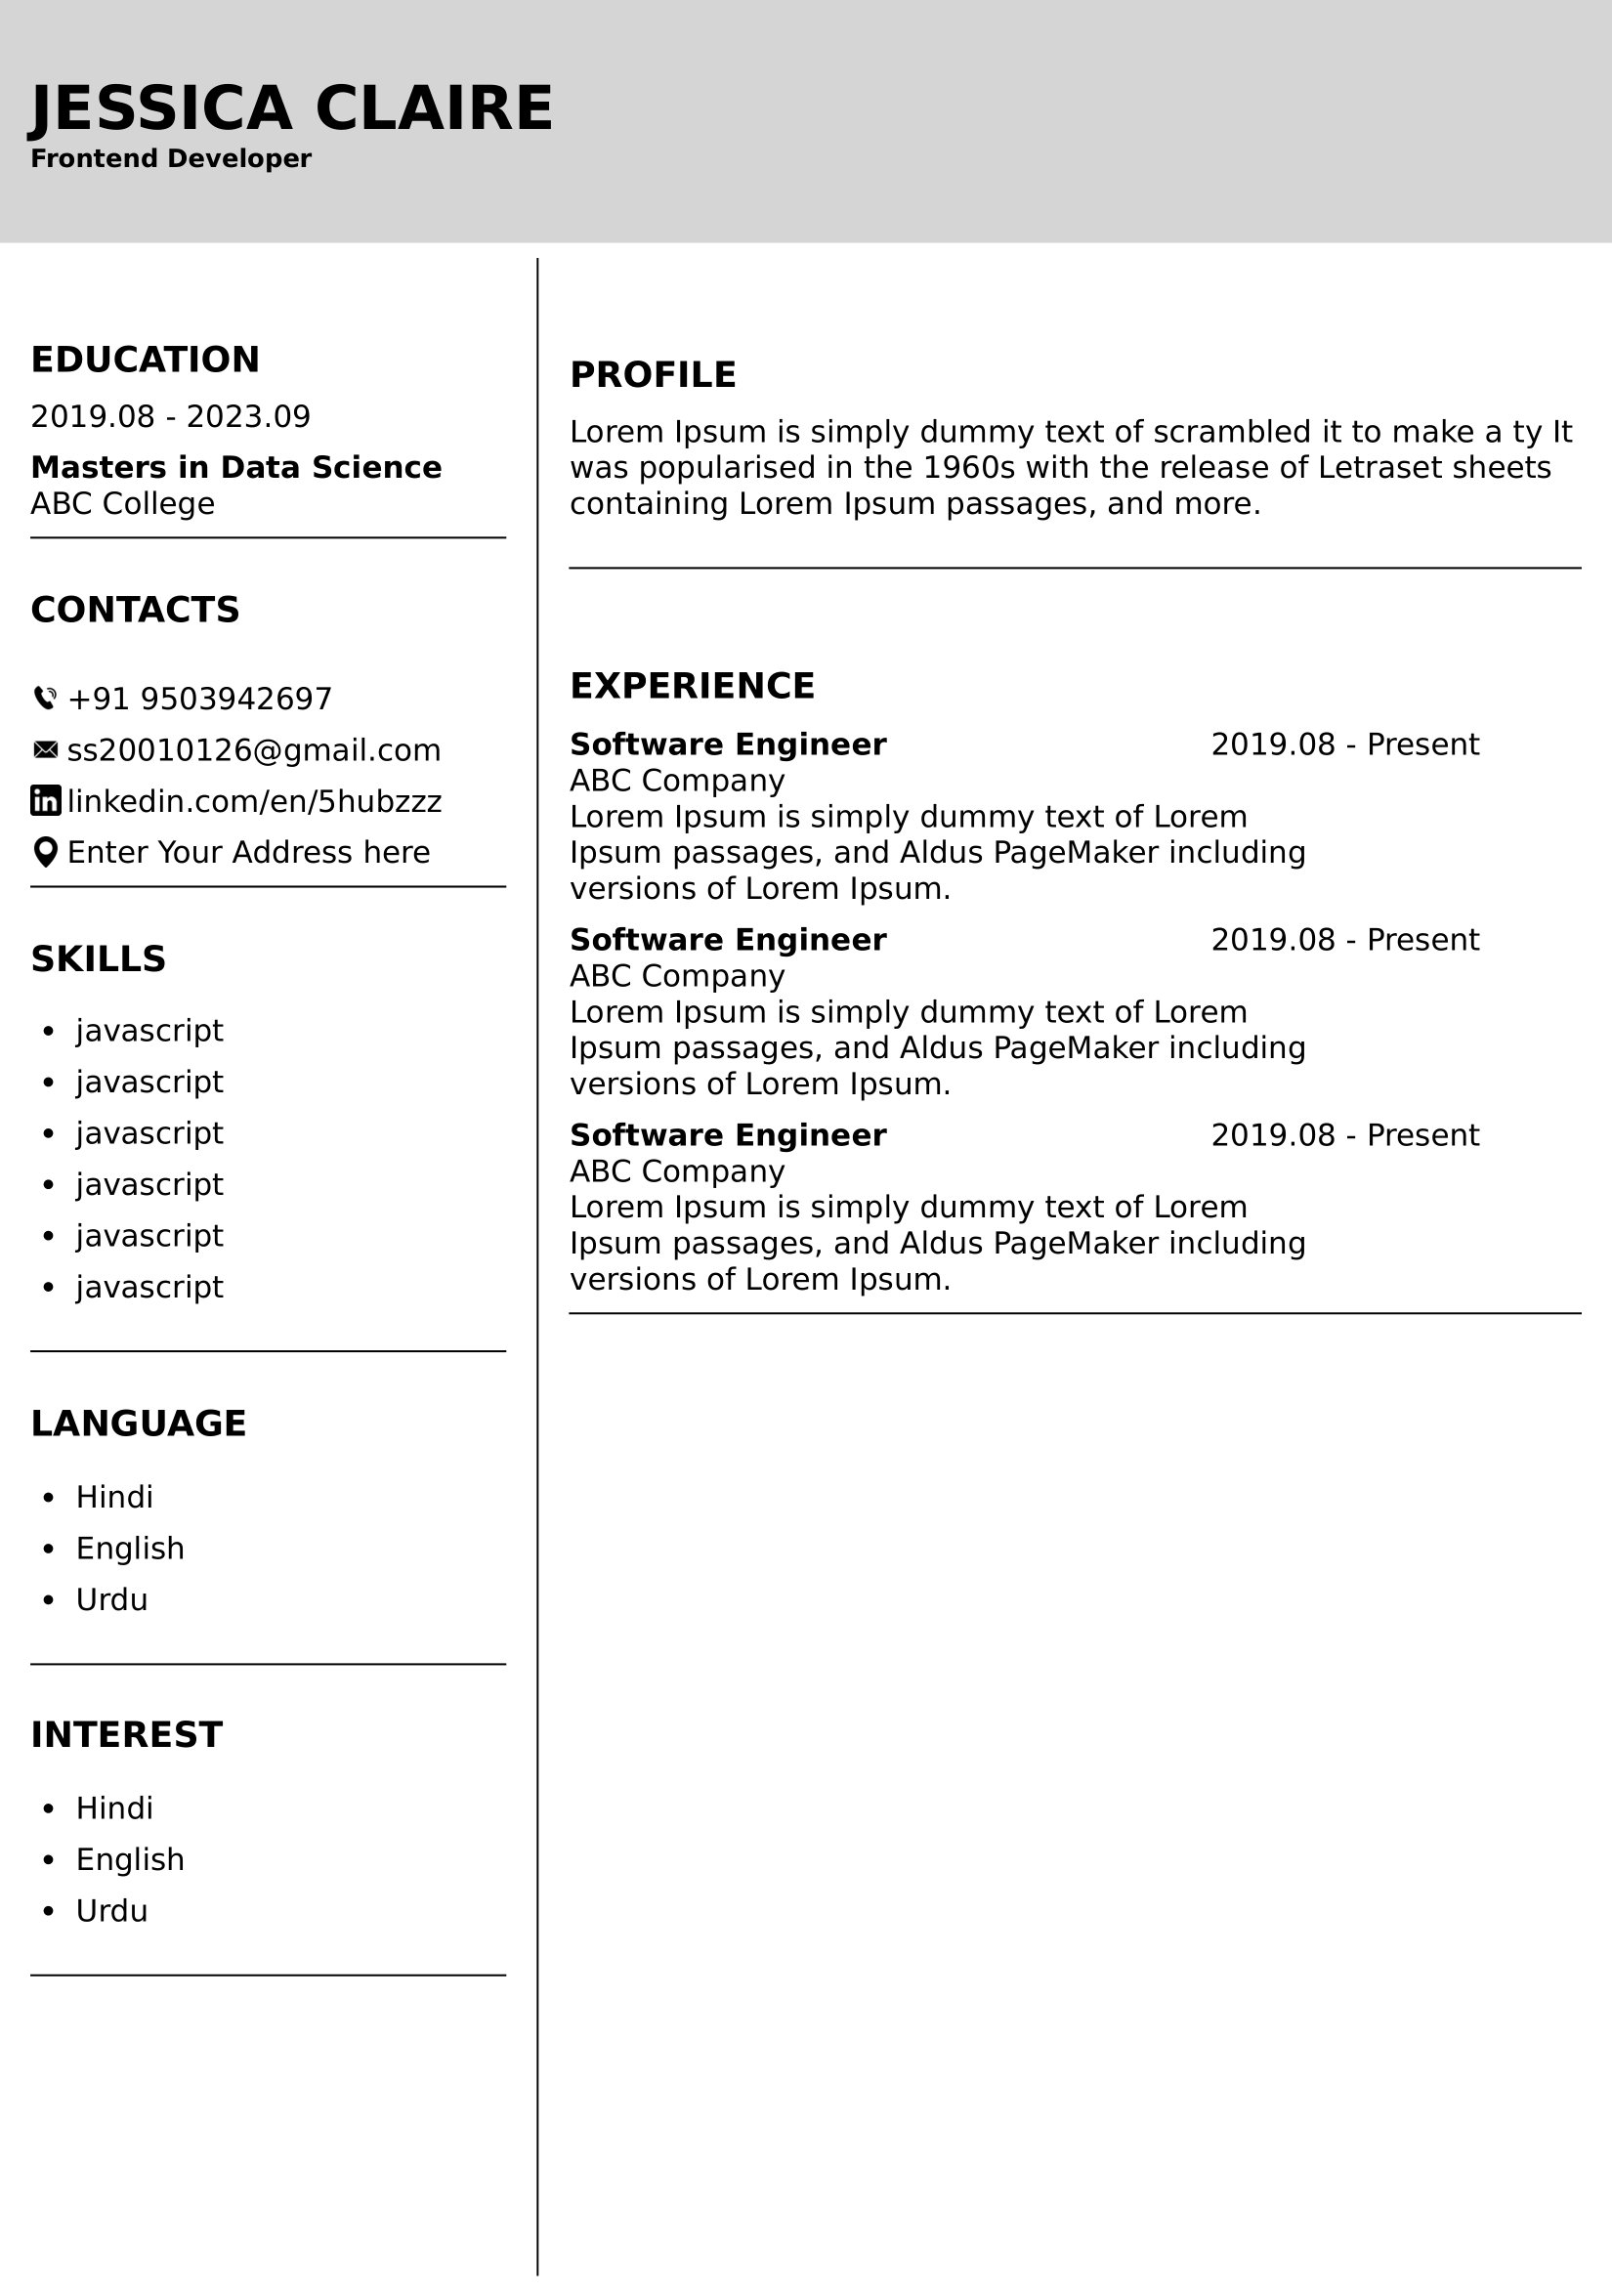 JESSICA CLAIRE
Frontend Developer
EDUCATION
2019.08 - 2023.09
Masters in Data Science
ABC College
CONTACTS
+91 9503942697
ss20010126@gmail.com
linkedin.com/en/5hubzzz
Enter Your Address here
SKILLS
• javascript
• javascript
• javascript
• javascript
• javascript
• javascript
LANGUAGE
• Hindi
• English
• Urdu
INTEREST
• Hindi
• English
• Urdu
PROFILE
Lorem Ipsum is simply dummy text of scrambled it to make a ty It
was popularised in the 1960s with the release of Letraset sheets
containing Lorem Ipsum passages, and more.
EXPERIENCE
Software Engineer 2019.08 - Present
ABC Company
Lorem Ipsum is simply dummy text of Lorem
Ipsum passages, and Aldus PageMaker including
versions of Lorem Ipsum.
Software Engineer 2019.08 - Present
ABC Company
Lorem Ipsum is simply dummy text of Lorem
Ipsum passages, and Aldus PageMaker including
versions of Lorem Ipsum.
Software Engineer 2019.08 - Present
ABC Company
Lorem Ipsum is simply dummy text of Lorem
Ipsum passages, and Aldus PageMaker including
versions of Lorem Ipsum.